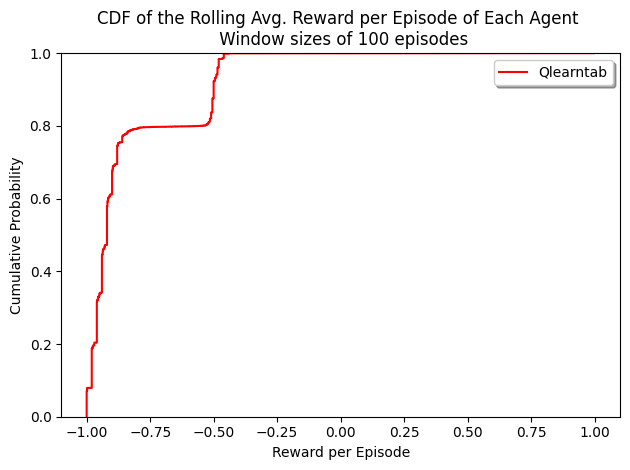 CDF of the Rolling Avg. Reward per Episode of Each Agent
Window sizes of 100 episodes
Qlearntab
1.0
0.8
0.6
0.4
0.2
0.0
Cumulative Probability
−1.00 −0.75 −0.50 −0.25 0.00 0.25 0.50 0.75 1.00
Reward per Episode